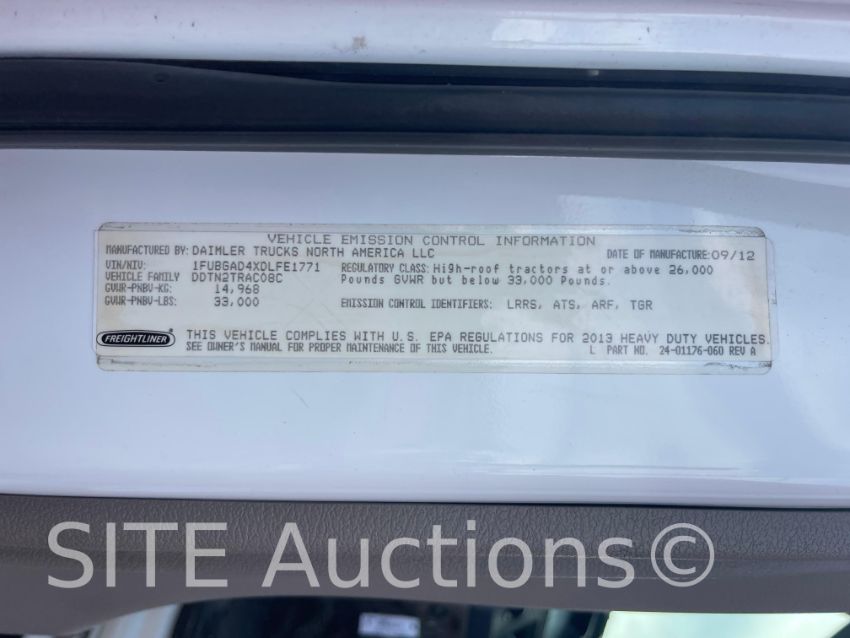 VEHICLE EMISSION CONTROL INFORMATION
MANUFACTURED BY: DAIMLER TRUCKS NORTH AMERICA LLC DATE OF MANUFACTURE: 09/12
VIN/NIV: 1FUBGAD4XDLFE1771 REGULATORY CLASS: High-roof tractors at or above 26,000
VEHICLE FAMILY DDTN2TRAC08C Pounds GVWR but below 33,000 Pounds.
GVWR-PNBV-KG: 14,968
GVWR-PNBV-LBS: 33,000 EMISSION CONTROL IDENTIFIERS: LRRS, ATS, ARF, TGR
FREIGHTLINER THIS VEHICLE COMPLIES WITH U.S. EPA REGULATIONS FOR 2013 HEAVY DUTY VEHICLES.
SEE OWNER'S MANUAL FOR PROPER MAINTENANCE OF THIS VEHICLE. L PART NO. 24-01176-060 REV A
SITE Auctions©